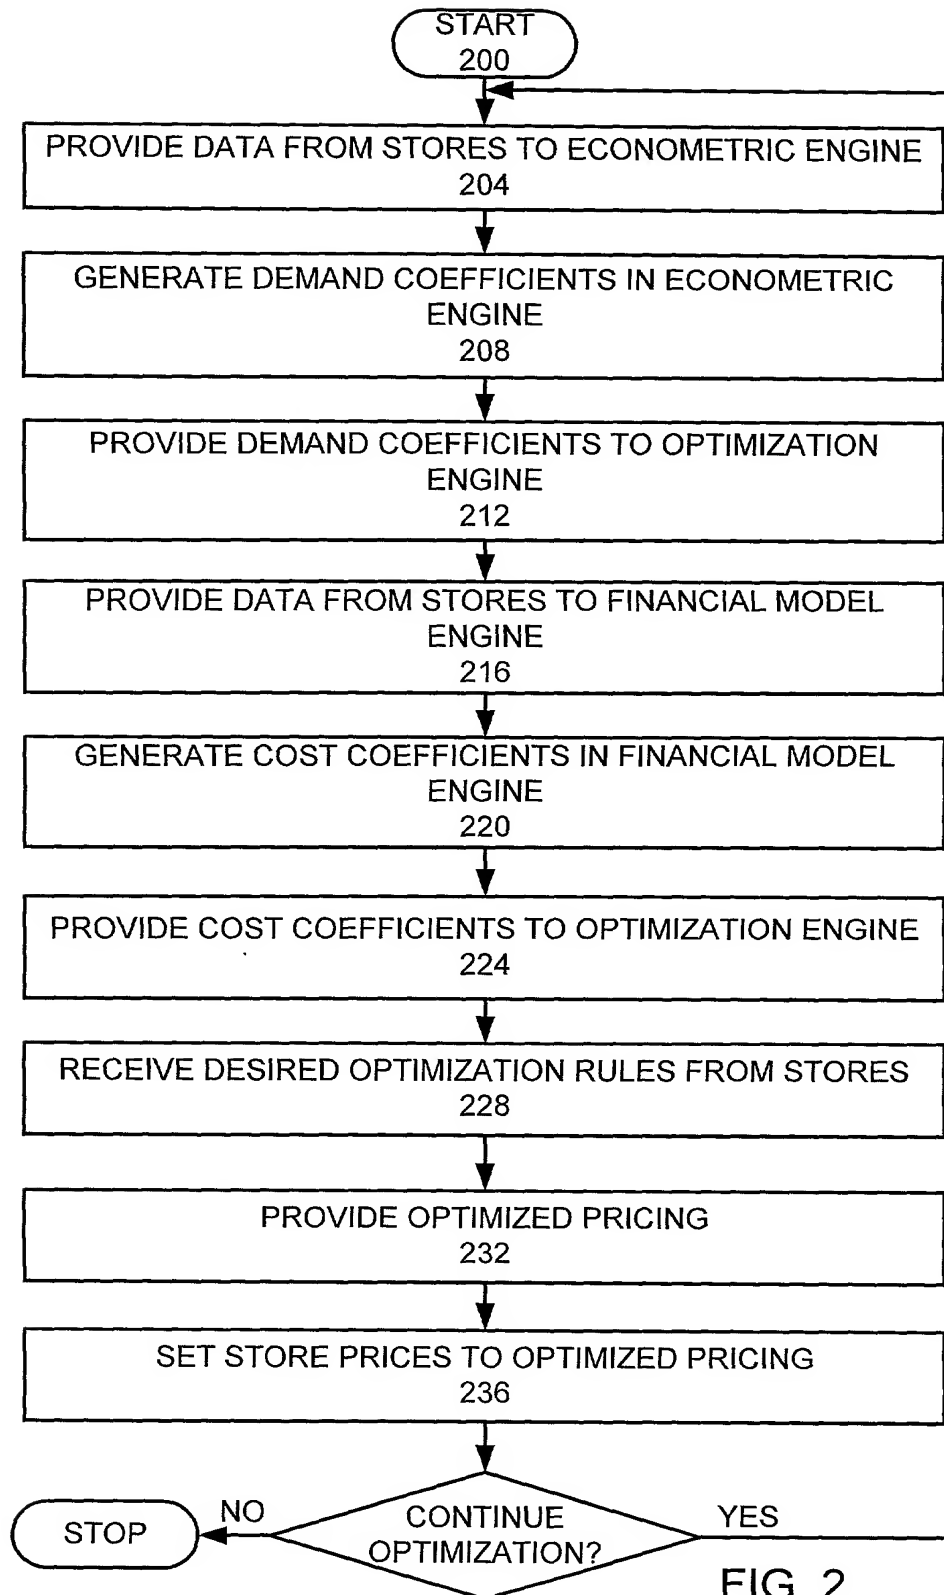 START
200
PROVIDE DATA FROM STORES TO ECONOMETRIC ENGINE
204
GENERATE DEMAND COEFFICIENTS IN ECONOMETRIC
ENGINE
208
PROVIDE DEMAND COEFFICIENTS TO OPTIMIZATION
ENGINE
212
PROVIDE DATA FROM STORES TO FINANCIAL MODEL
ENGINE
216
GENERATE COST COEFFICIENTS IN FINANCIAL MODEL
ENGINE
220
PROVIDE COST COEFFICIENTS TO OPTIMIZATION ENGINE
224
RECEIVE DESIRED OPTIMIZATION RULES FROM STORES
228
PROVIDE OPTIMIZED PRICING
232
SET STORE PRICES TO OPTIMIZED PRICING
236
STOP
NO
CONTINUE
OPTIMIZATION?
YES
FIG. 2